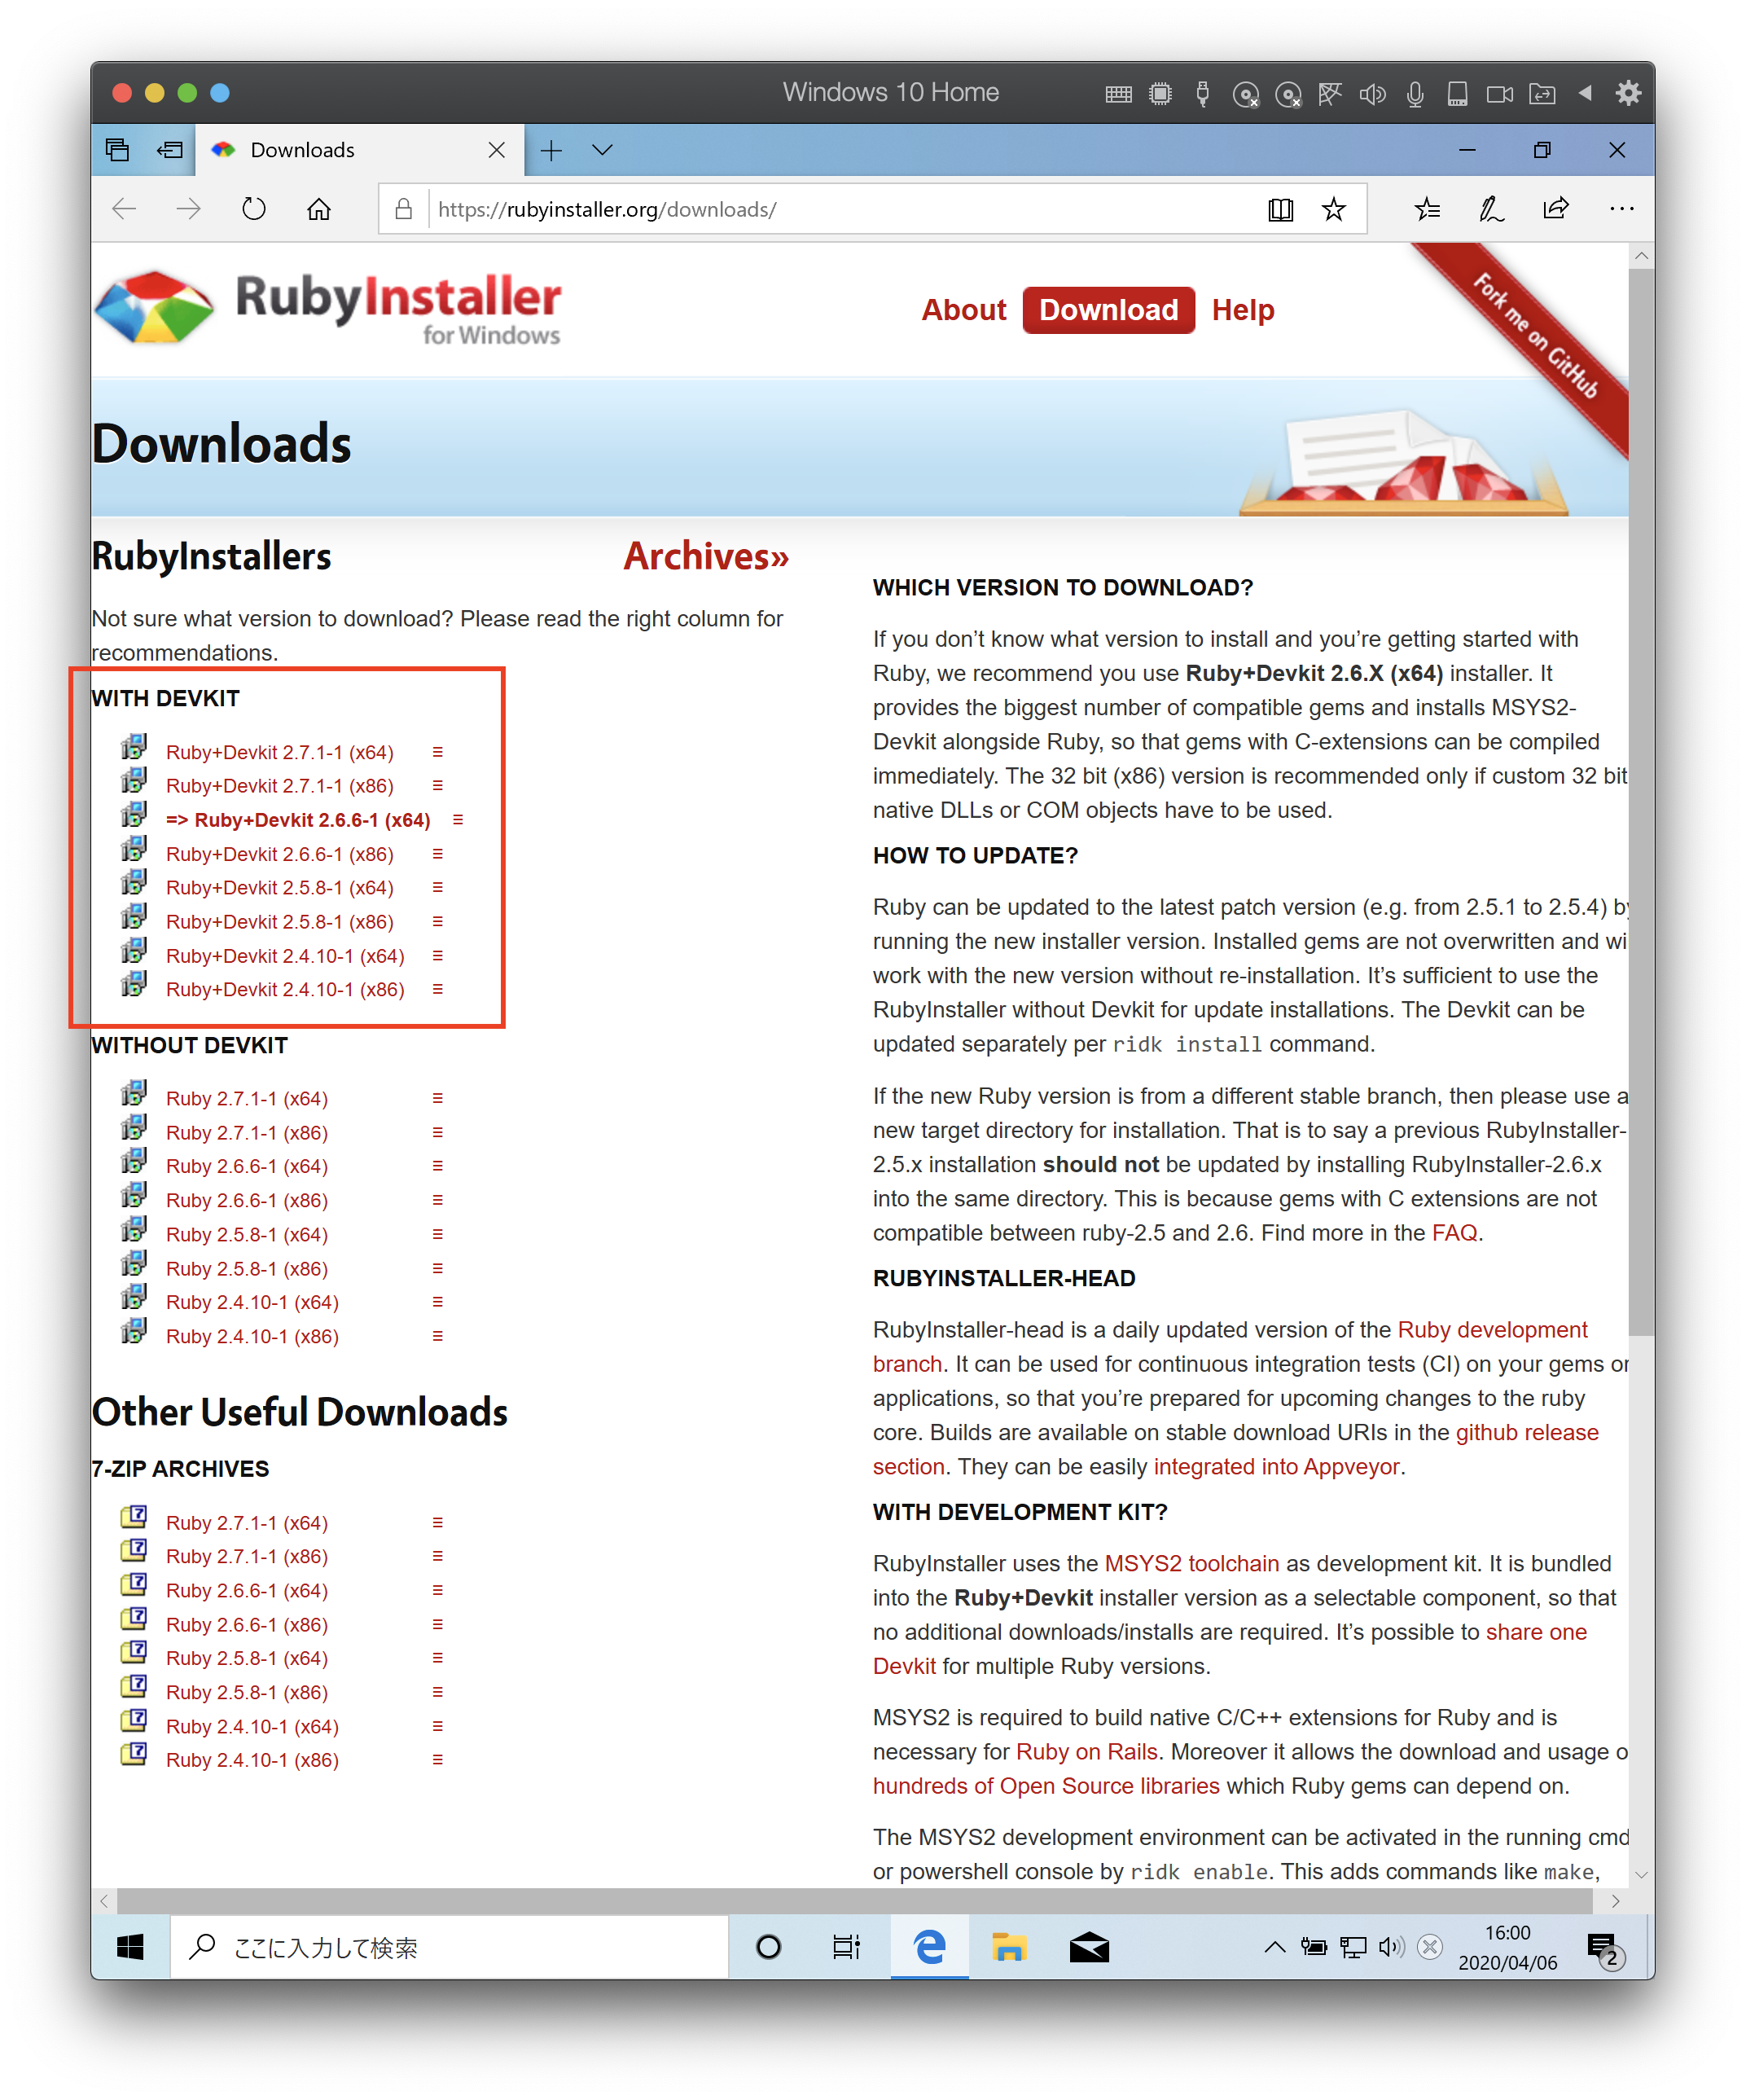 Windows 10 Home
Downloads
https://rubyinstaller.org/downloads/
RubyInstaller
for Windows
About Download Help
Fork me on GitHub
Downloads
RubyInstallers Archives»
Not sure what version to download? Please read the right column for
recommendations.
WITH DEVKIT
Ruby+Devkit 2.7.1-1 (x64)
Ruby+Devkit 2.7.1-1 (x86)
=> Ruby+Devkit 2.6.6-1 (x64)
Ruby+Devkit 2.6.6-1 (x86)
Ruby+Devkit 2.5.8-1 (x64)
Ruby+Devkit 2.5.8-1 (x86)
Ruby+Devkit 2.4.10-1 (x64)
Ruby+Devkit 2.4.10-1 (x86)
WITHOUT DEVKIT
Ruby 2.7.1-1 (x64)
Ruby 2.7.1-1 (x86)
Ruby 2.6.6-1 (x64)
Ruby 2.6.6-1 (x86)
Ruby 2.5.8-1 (x64)
Ruby 2.5.8-1 (x86)
Ruby 2.4.10-1 (x64)
Ruby 2.4.10-1 (x86)
Other Useful Downloads
7-ZIP ARCHIVES
Ruby 2.7.1-1 (x64)
Ruby 2.7.1-1 (x86)
Ruby 2.6.6-1 (x64)
Ruby 2.6.6-1 (x86)
Ruby 2.5.8-1 (x64)
Ruby 2.5.8-1 (x86)
Ruby 2.4.10-1 (x64)
Ruby 2.4.10-1 (x86)
WHICH VERSION TO DOWNLOAD?
If you don’t know what version to install and you’re getting started with
Ruby, we recommend you use Ruby+Devkit 2.6.X (x64) installer. It
provides the biggest number of compatible gems and installs MSYS2-
Devkit alongside Ruby, so that gems with C-extensions can be compiled
immediately. The 32 bit (x86) version is recommended only if custom 32 bit
native DLLs or COM objects have to be used.
HOW TO UPDATE?
Ruby can be updated to the latest patch version (e.g. from 2.5.1 to 2.5.4) by
running the new installer version. Installed gems are not overwritten and wi
work with the new version without re-installation. It’s sufficient to use the
RubyInstaller without Devkit for update installations. The Devkit can be
updated separately per ridk install command.
If the new Ruby version is from a different stable branch, then please use a
new target directory for installation. That is to say a previous RubyInstaller-
2.5.x installation should not be updated by installing RubyInstaller-2.6.x
into the same directory. This is because gems with C extensions are not
compatible between ruby-2.5 and 2.6. Find more in the FAQ.
RUBYINSTALLER-HEAD
RubyInstaller-head is a daily updated version of the Ruby development
branch. It can be used for continuous integration tests (CI) on your gems or
applications, so that you’re prepared for upcoming changes to the ruby
core. Builds are available on stable download URIs in the github release
section. They can be easily integrated into Appveyor.
WITH DEVELOPMENT KIT?
RubyInstaller uses the MSYS2 toolchain as development kit. It is bundled
into the Ruby+Devkit installer version as a selectable component, so that
no additional downloads/installs are required. It’s possible to share one
Devkit for multiple Ruby versions.
MSYS2 is required to build native C/C++ extensions for Ruby and is
necessary for Ruby on Rails. Moreover it allows the download and usage o
hundreds of Open Source libraries which Ruby gems can depend on.
The MSYS2 development environment can be activated in the running cmd
or powershell console by ridk enable. This adds commands like make,
ここに入力して検索
16:00
2020/04/06
2